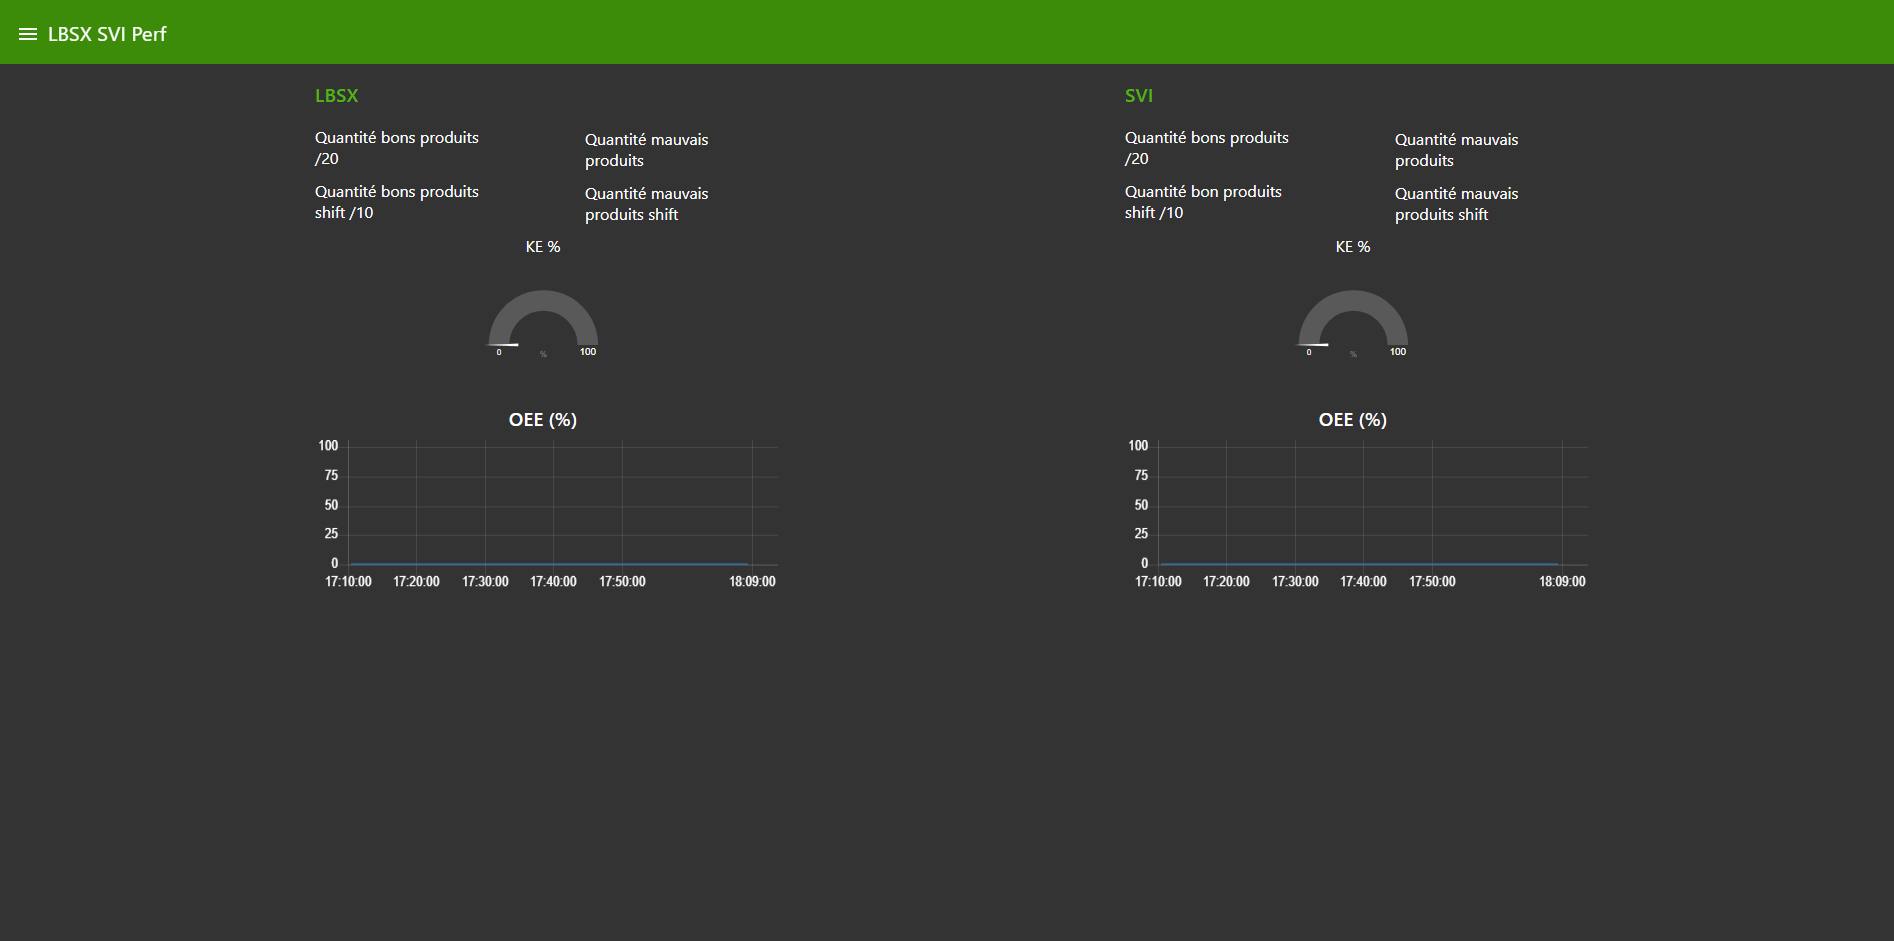 LBSX SVI Perf
LBSX
Quantité bons produits
/20
Quantité mauvais
produits
Quantité bons produits
shift /10
Quantité mauvais
produits shift
KE %
0
%
100
OEE (%)
100
75
50
25
0
17:10:00 17:20:00 17:30:00 17:40:00 17:50:00 18:09:00
SVI
Quantité bons produits
/20
Quantité mauvais
produits
Quantité bon produits
shift /10
Quantité mauvais
produits shift
KE %
0
%
100
OEE (%)
100
75
50
25
0
17:10:00 17:20:00 17:30:00 17:40:00 17:50:00 18:09:00